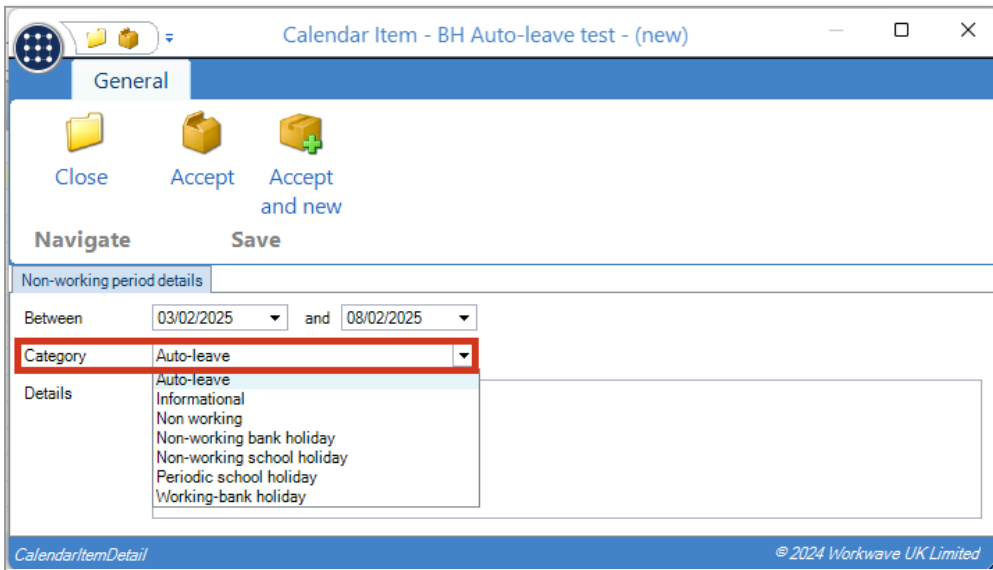 Calendar Item - BH Auto-leave test - (new)
General
Close
Accept
Accept and new
Navigate
Save
Non-working period details
Between 03/02/2025 and 08/02/2025
Category Auto-leave
Details
Auto-leave
Informational
Non working
Non-working bank holiday
Non-working school holiday
Periodic school holiday
Working-bank holiday
CalendarItemDetail
© 2024 Workwave UK Limited